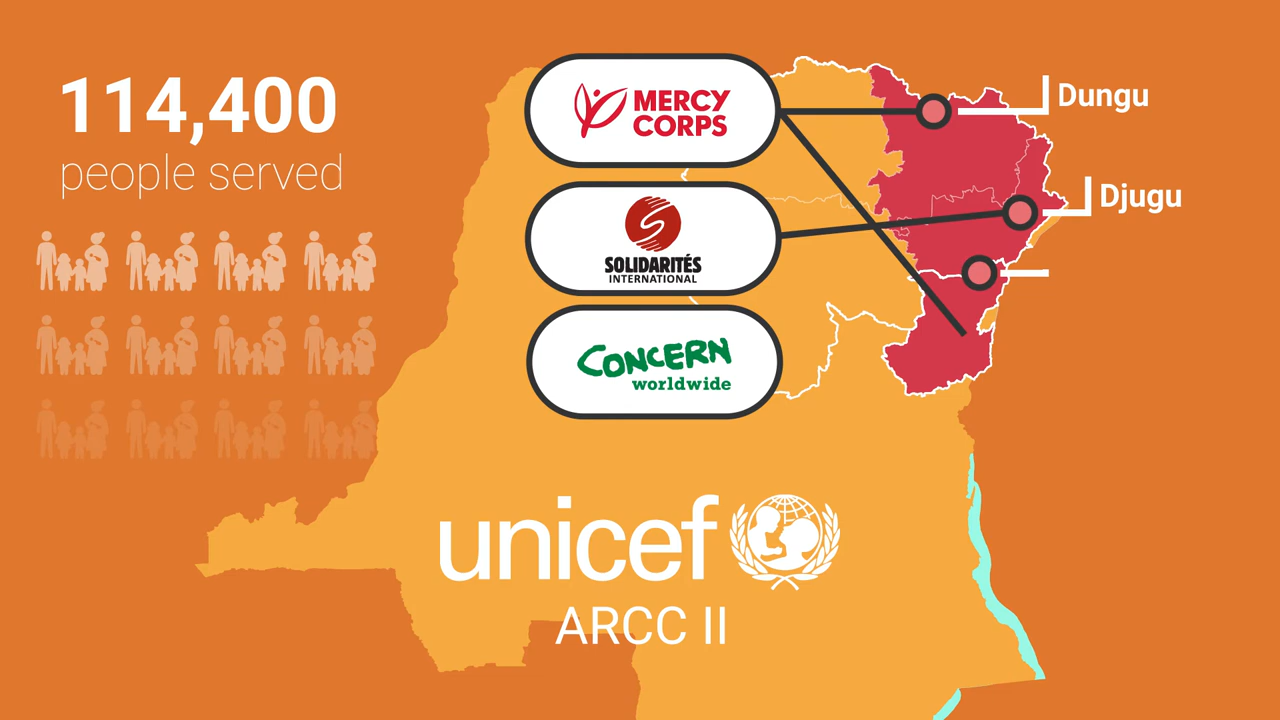 114,400
people served
MERCY
CORPS
SOLIDARITÉS
INTERNATIONAL
CONCERN
worldwide
Dungu
Djugu
unicef
ARCC II